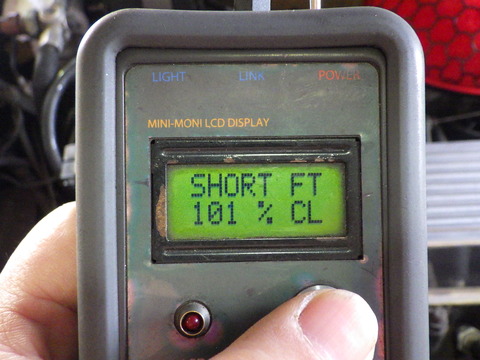 LIGHT LINK POWER
MINI-MONI LCD DISPLAY
SHORT FT
101 % CL